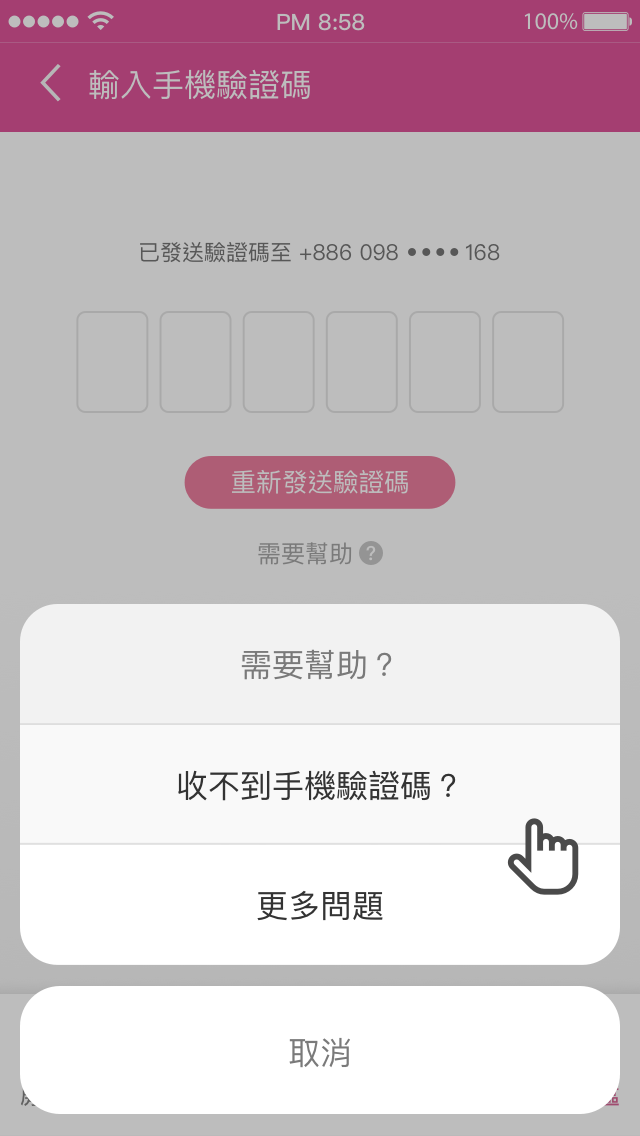 PM 8:58
100%
輸入手機驗證碼
已發送驗證碼至 +886 098 ••••168
重新發送驗證碼
需要幫助 ?
需要幫助？
收不到手機驗證碼？
更多問題
取消